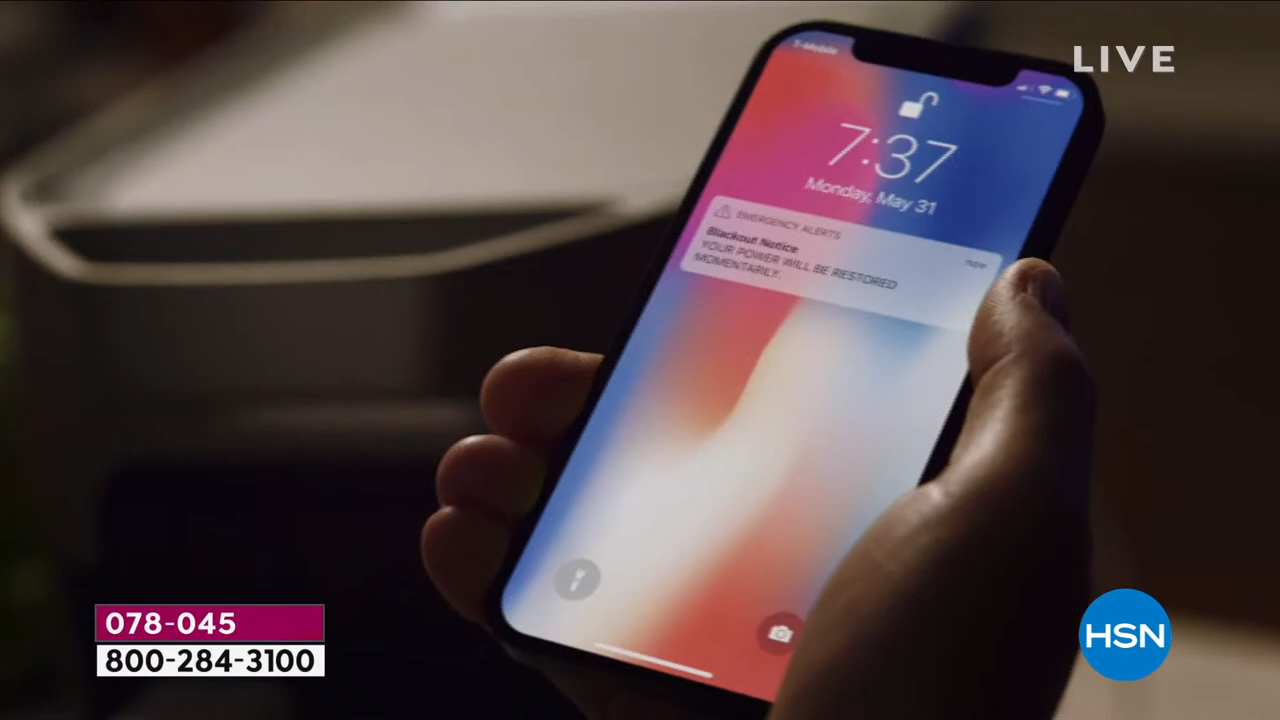 LIVE
T-Mobile
7:37
Monday, May 31
EMERGENCY ALERTS
now
Blackout Notice
YOUR POWER WILL BE RESTORED
MOMENTARILY.
078-045
800-284-3100
HSN